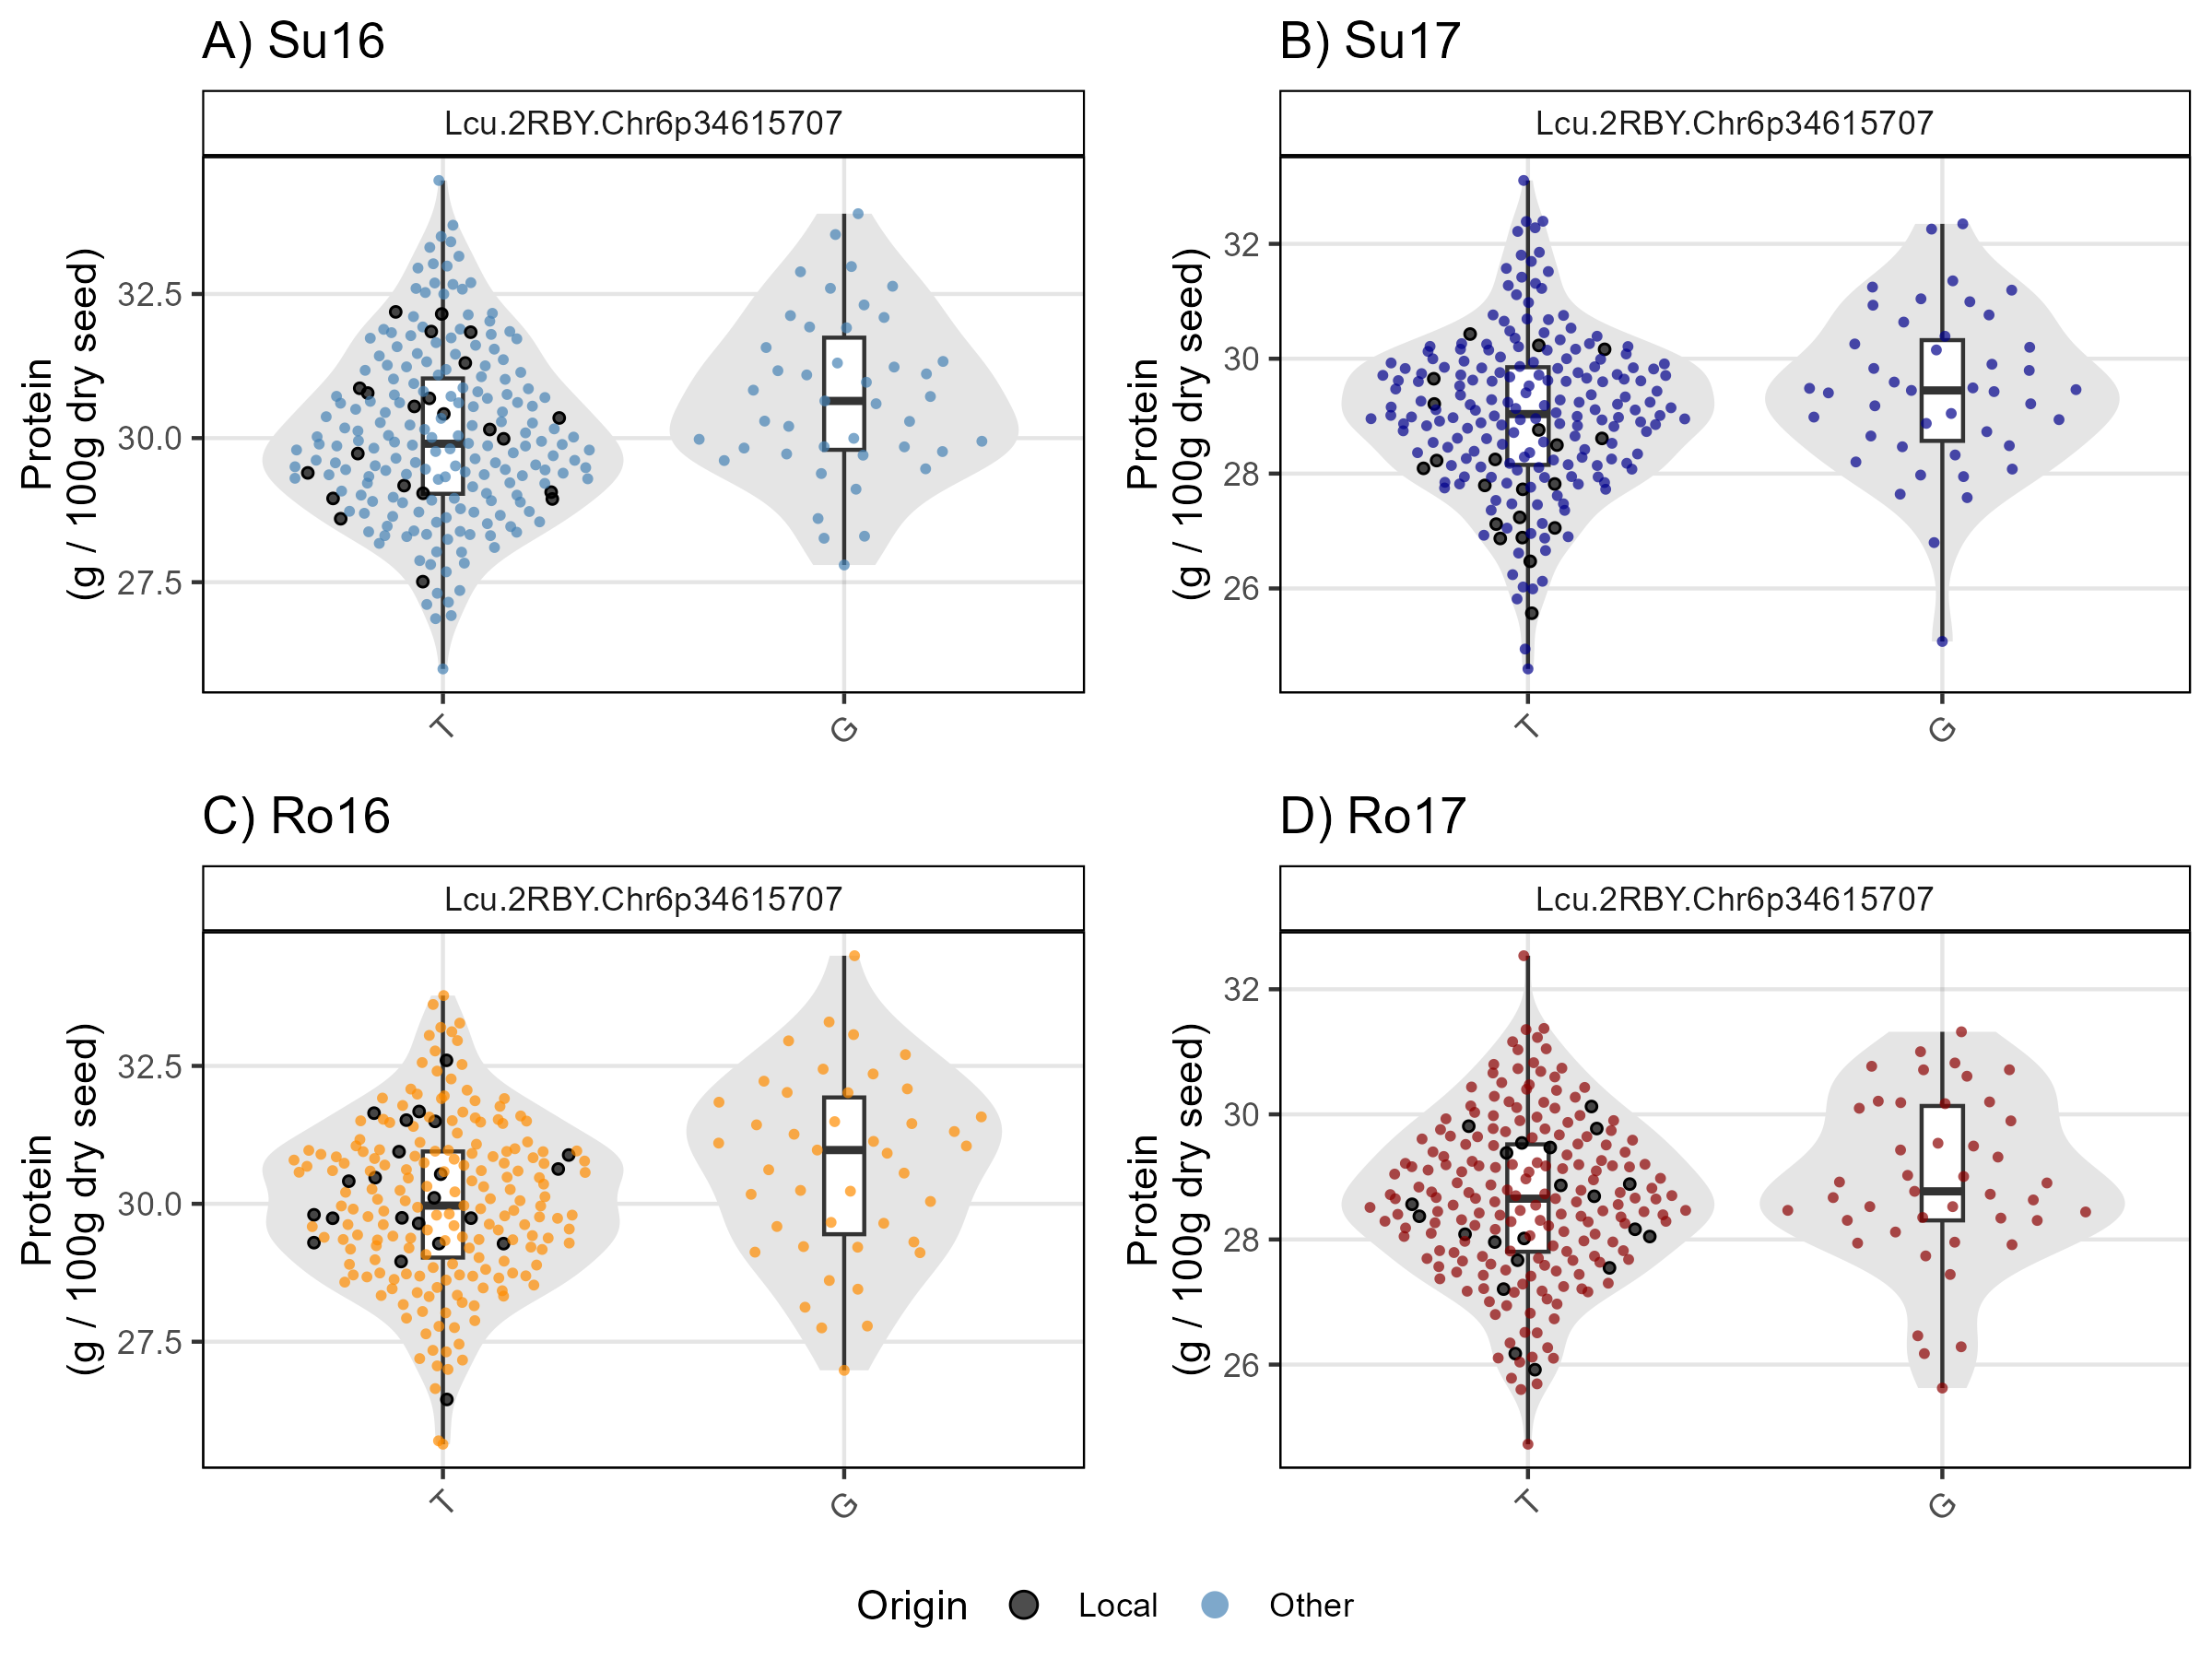 A) Su16
Lcu.2RBY.Chr6p34615707
Protein
(g / 100g dry seed)
32.5
30.0
27.5
T
G
B) Su17
Lcu.2RBY.Chr6p34615707
Protein
(g / 100g dry seed)
32
30
28
26
T
G
C) Ro16
Lcu.2RBY.Chr6p34615707
Protein
(g / 100g dry seed)
32.5
30.0
27.5
T
G
D) Ro17
Lcu.2RBY.Chr6p34615707
Protein
(g / 100g dry seed)
32
30
28
26
T
G
Origin Local Other